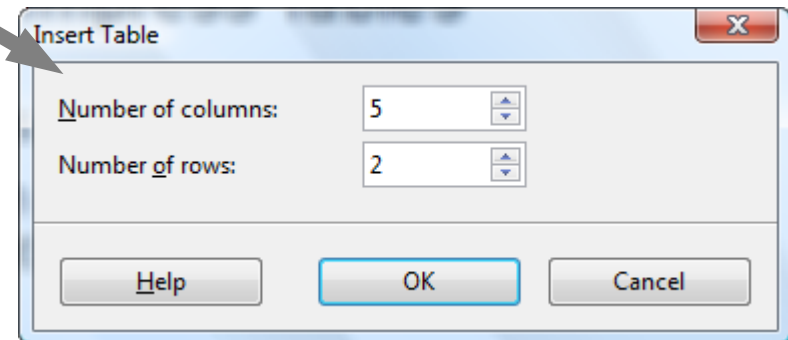 Insert Table
Number of columns: 5
Number of rows: 2
Help OK Cancel